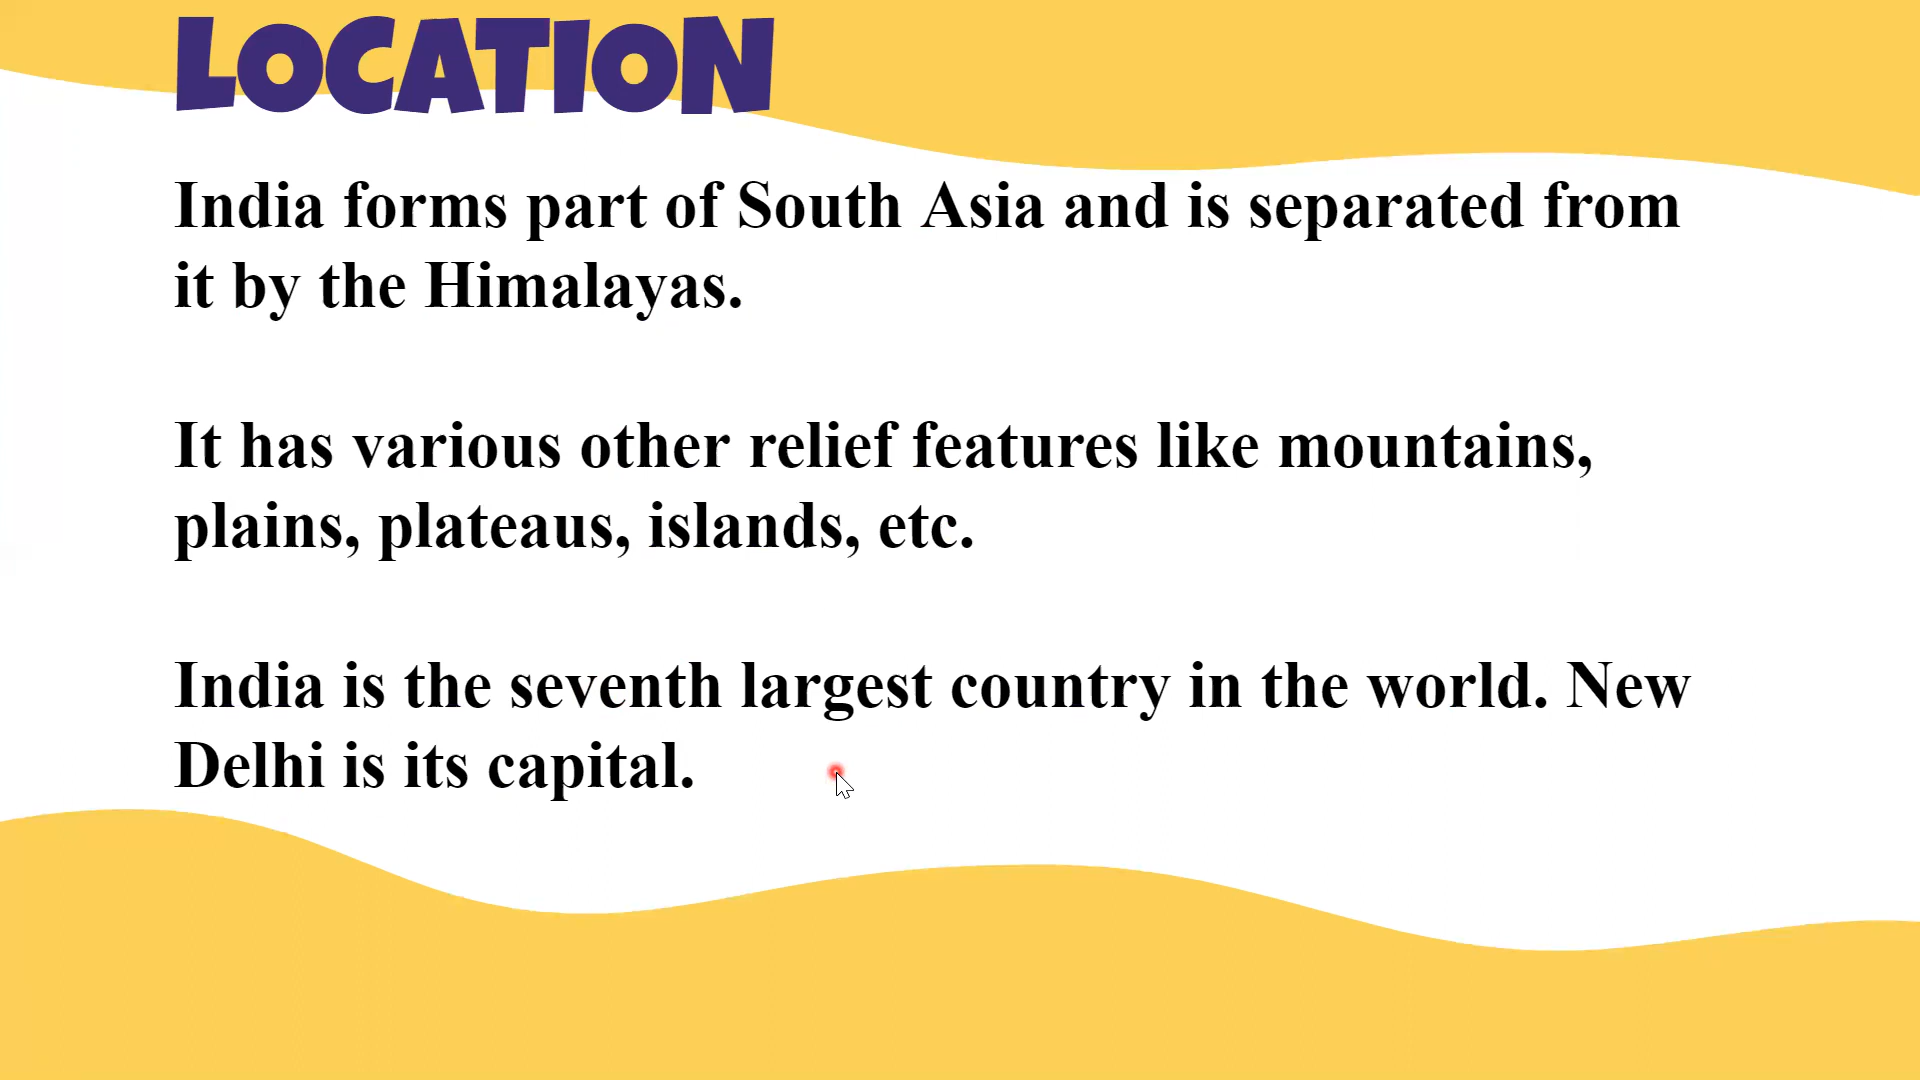 LOCATION
India forms part of South Asia and is separated from
it by the Himalayas.
It has various other relief features like mountains,
plains, plateaus, islands, etc.
India is the seventh largest country in the world. New
Delhi is its capital.